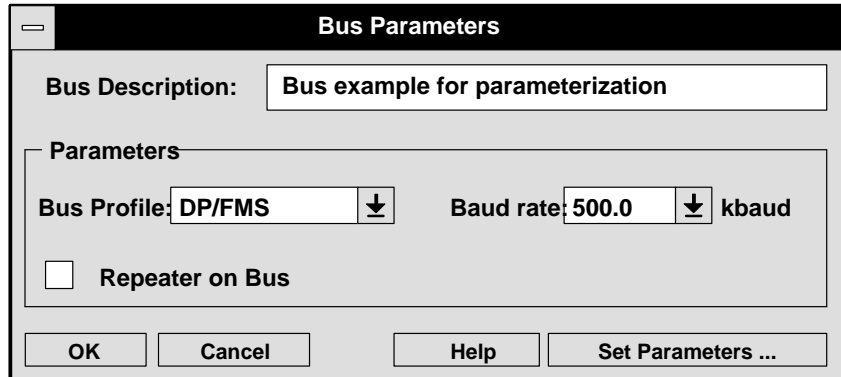 Bus Parameters
Bus Description: Bus example for parameterization
Parameters
Bus Profile: DP/FMS Baud rate: 500.0 kbaud
Repeater on Bus
OK Cancel Help Set Parameters ...